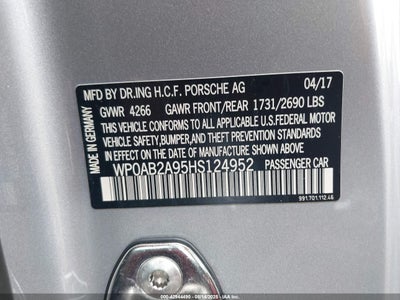 MFD BY DR.ING H.C.F. PORSCHE AG 04/17
GVWR 4266 GAWR FRONT/REAR 1731/2690 LBS
THIS VEHICLE CONFORMS TO ALL APPLICABLE U.S.FEDERAL MOTOR
VEHICLE SAFETY, BUMPER,AND THEFT PREVENTION STANDARDS
IN EFFECT ON THE DATE OF MANUFACTURE SHOWN ABOVE.
WP0AB2A95HS124952 PASSENGER CAR
MADE IN GERMANY
991.701.112.46